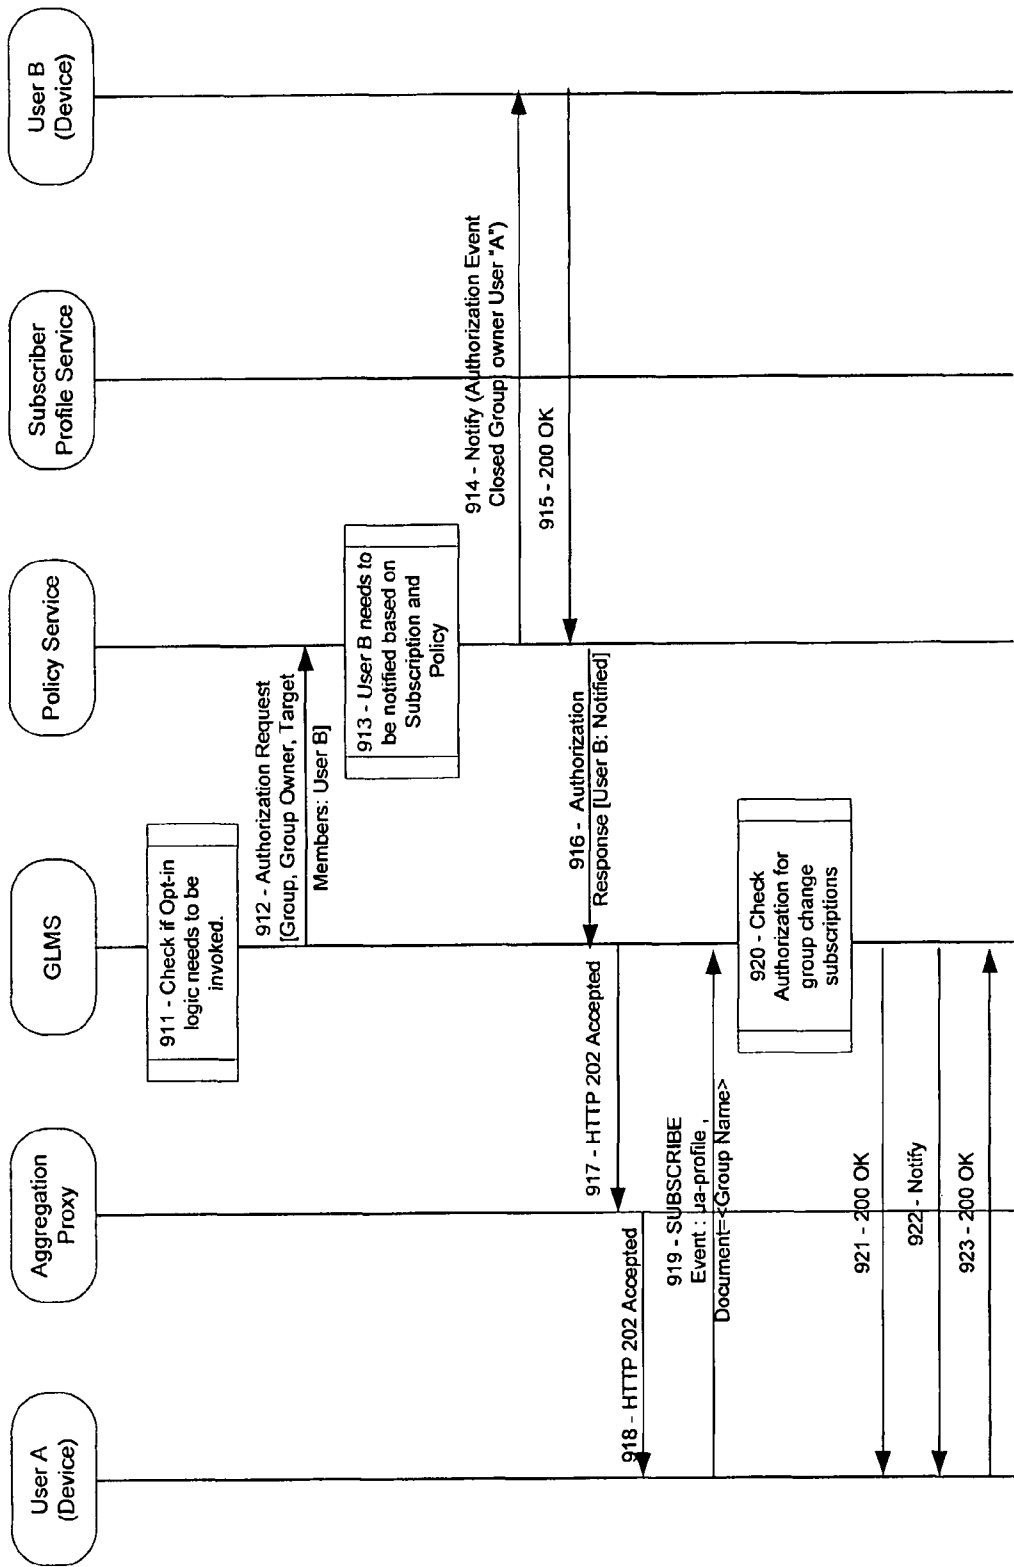 User A
(Device)
Aggregation
Proxy
GLMS
Policy Service
Subscriber
Profile Service
User B
(Device)
911 - Check if Opt-in
logic needs to be
invoked.
912 - Authorization Request
[Group, Group Owner, Target
Members: User B]
913 - User B needs to
be notified based on
Subscription and
Policy
914 - Notify (Authorization Event
Closed Group, owner User "A")
915 - 200 OK
916 - Authorization
Response [User B: Notified]
917 - HTTP 202 Accepted
918 - HTTP 202 Accepted
919 - SUBSCRIBE
Event : ua-profile ,
Document=<Group Name>
920 - Check
Authorization for
group change
subscriptions
921 - 200 OK
922 - Notify
923 - 200 OK